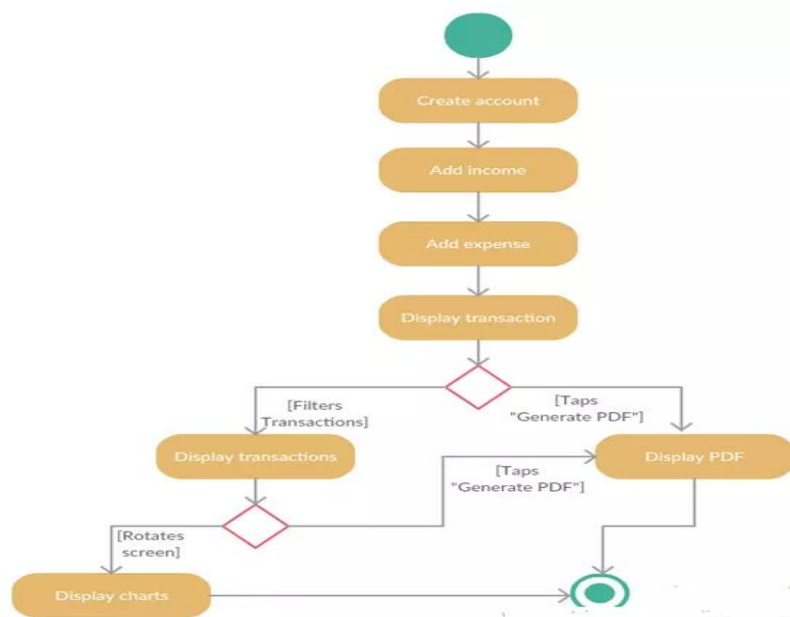 Create account
Add income
Add expense
Display transaction
[Filters
Transactions]
[Taps
"Generate PDF"]
Display transactions
Display PDF
[Taps
"Generate PDF"]
[Rotates
screen]
Display charts